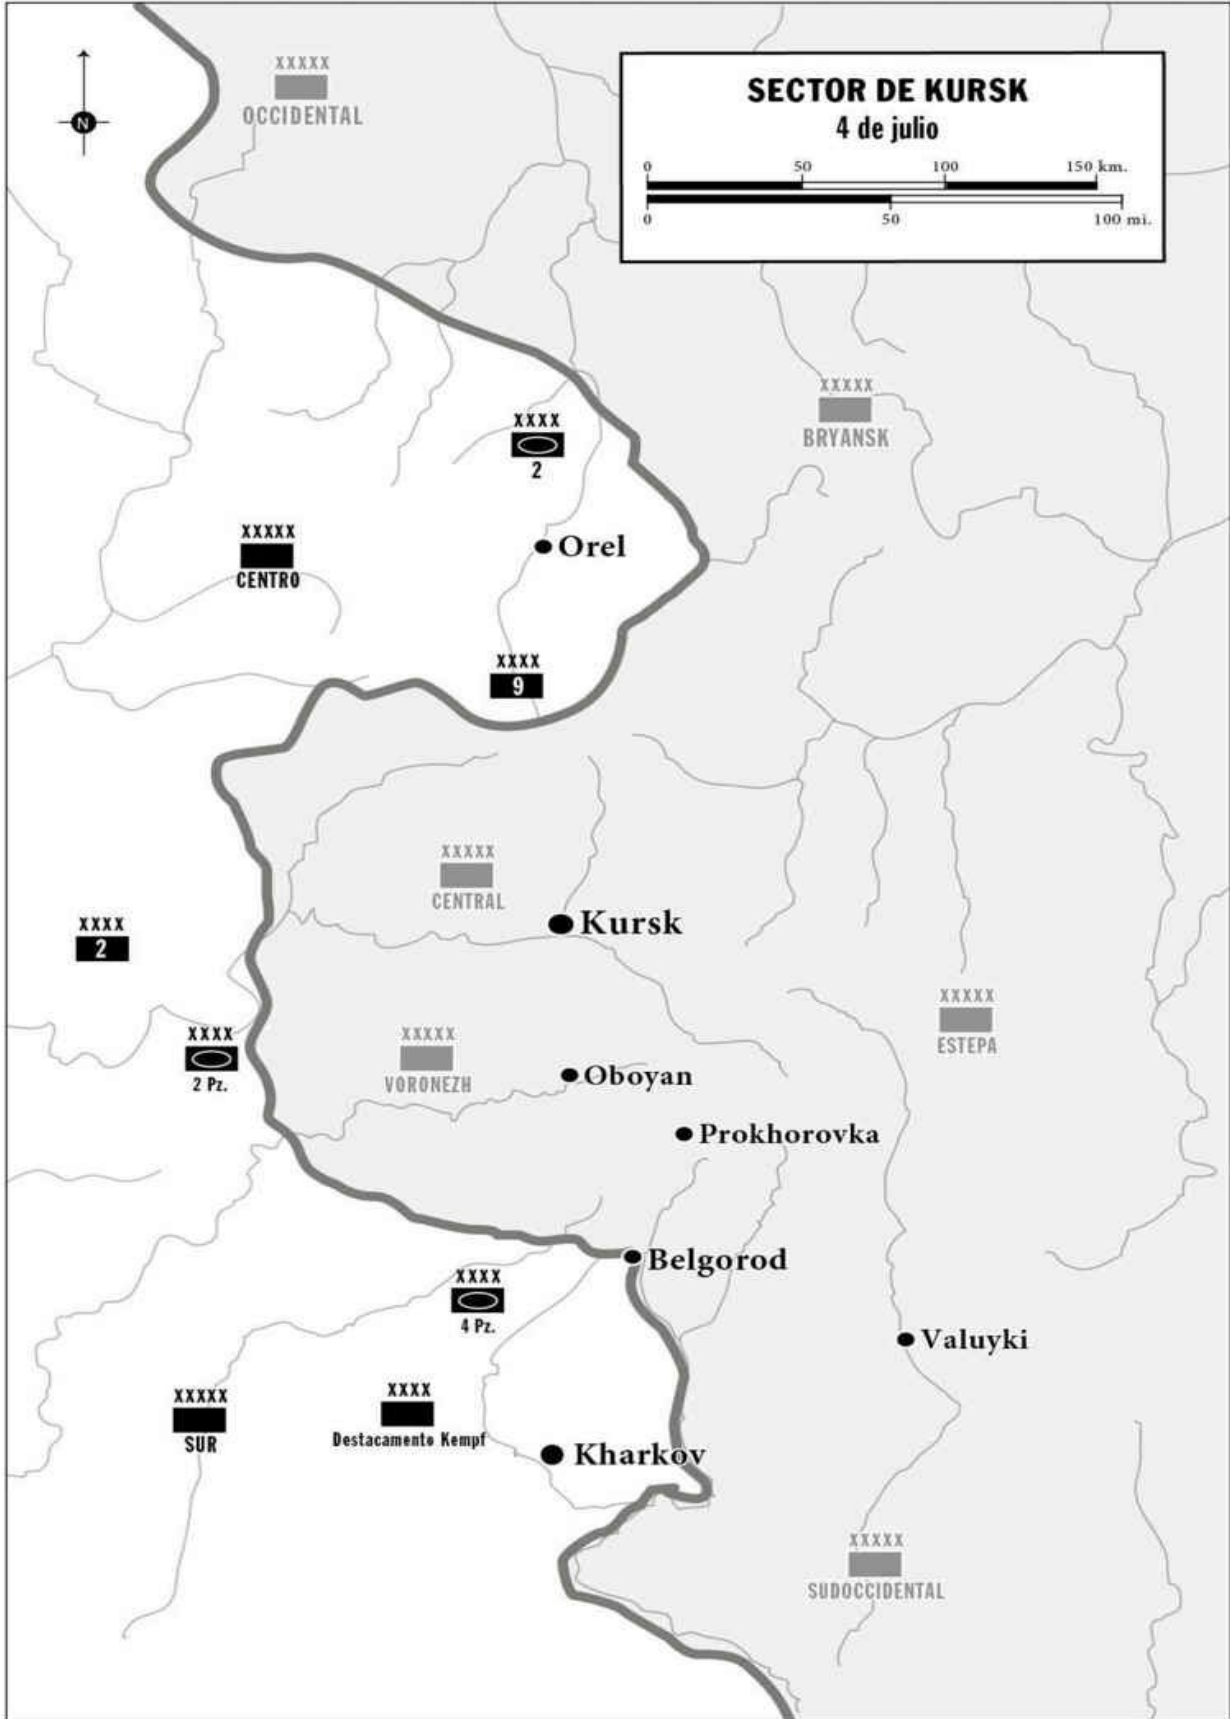 XXXXX
OCCIDENTAL
N
SECTOR DE KURSK
4 de julio
0 50 100 150 km.
0 50 100 mi.
XXXXX
BRYANSK
XXXX
2
XXXXX
CENTRO
Orel
XXXX
9
XXXXX
CENTRAL
Kursk
XXXX
2
XXXXX
ESTEPA
XXXX
2 Pz.
XXXXX
VORONEZH
Oboyan
Prokhorovka
Belgorod
XXXX
4 Pz.
Valuyki
XXXXX
SUR
XXXX
Destacamento Kempf
Kharkov
XXXXX
SUDOCCIDENTAL